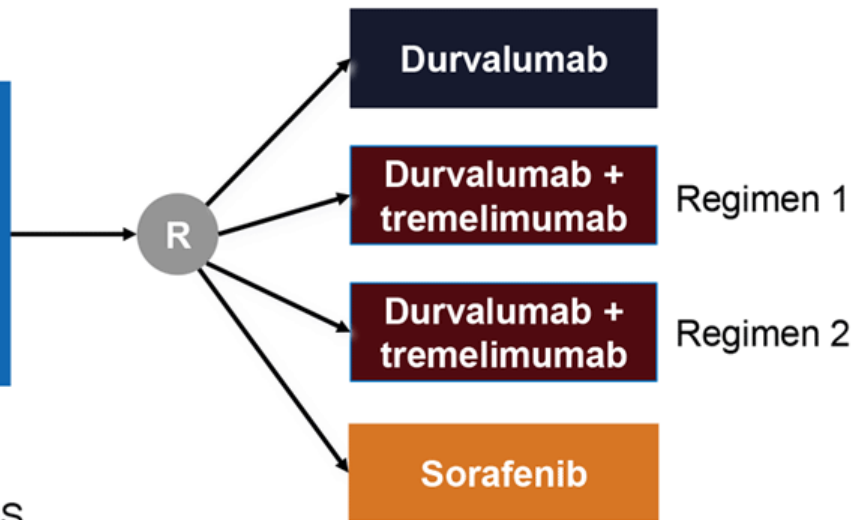 Durvalumab
Durvalumab +
tremelimumab
Regimen 1
R
Durvalumab +
tremelimumab
Regimen 2
Sorafenib
s